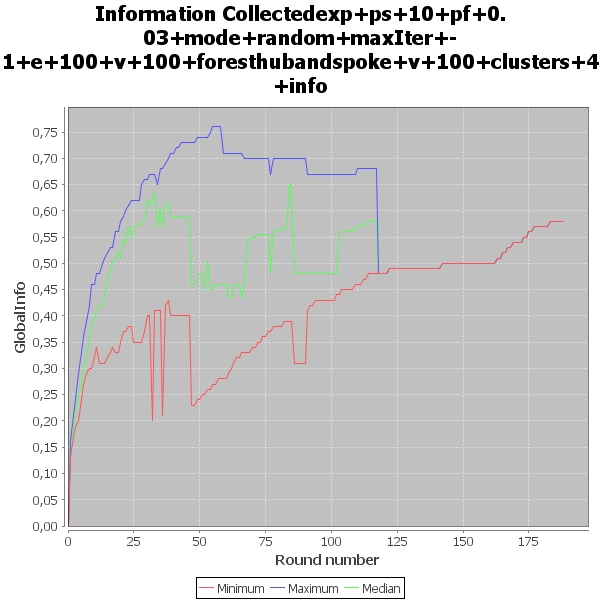 Information Collectedexp+ps+10+pf+0.
03+mode+random+maxIter+-
1+e+100+v+100+foresthubandspoke+v+100+clusters+4
+info
0,75
0,70
0,65
0,60
0,55
0,50
0,45
0,40
0,35
0,30
0,25
0,20
0,15
0,10
0,05
0,00
GlobalInfo
0 25 50 75 100 125 150 175
Round number
Minimum Maximum Median